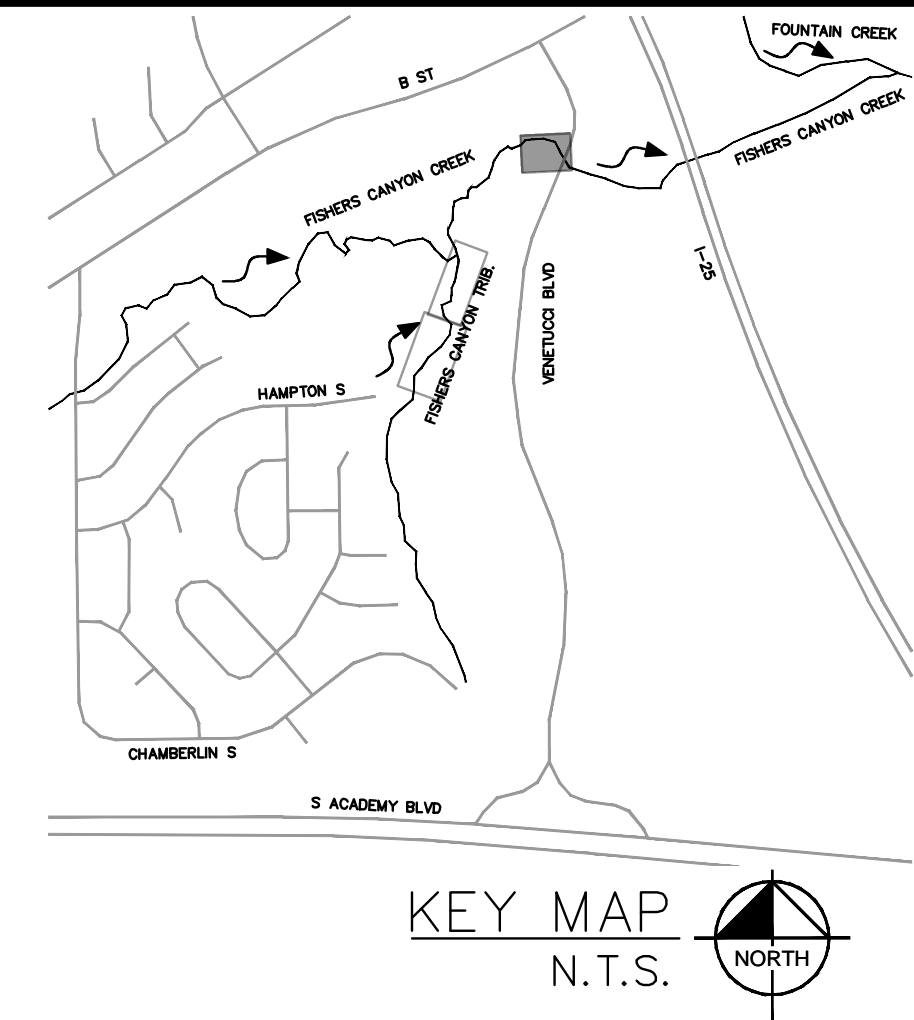 FOUNTAIN CREEK
B ST
FISHERS CANYON CREEK
FISHERS CANYON CREEK
I-25
FISHERS CANYON TRIB.
VENETUCCI BLVD
HAMPTON S
CHAMBERLIN S
S ACADEMY BLVD
KEY MAP
N.T.S.
NORTH